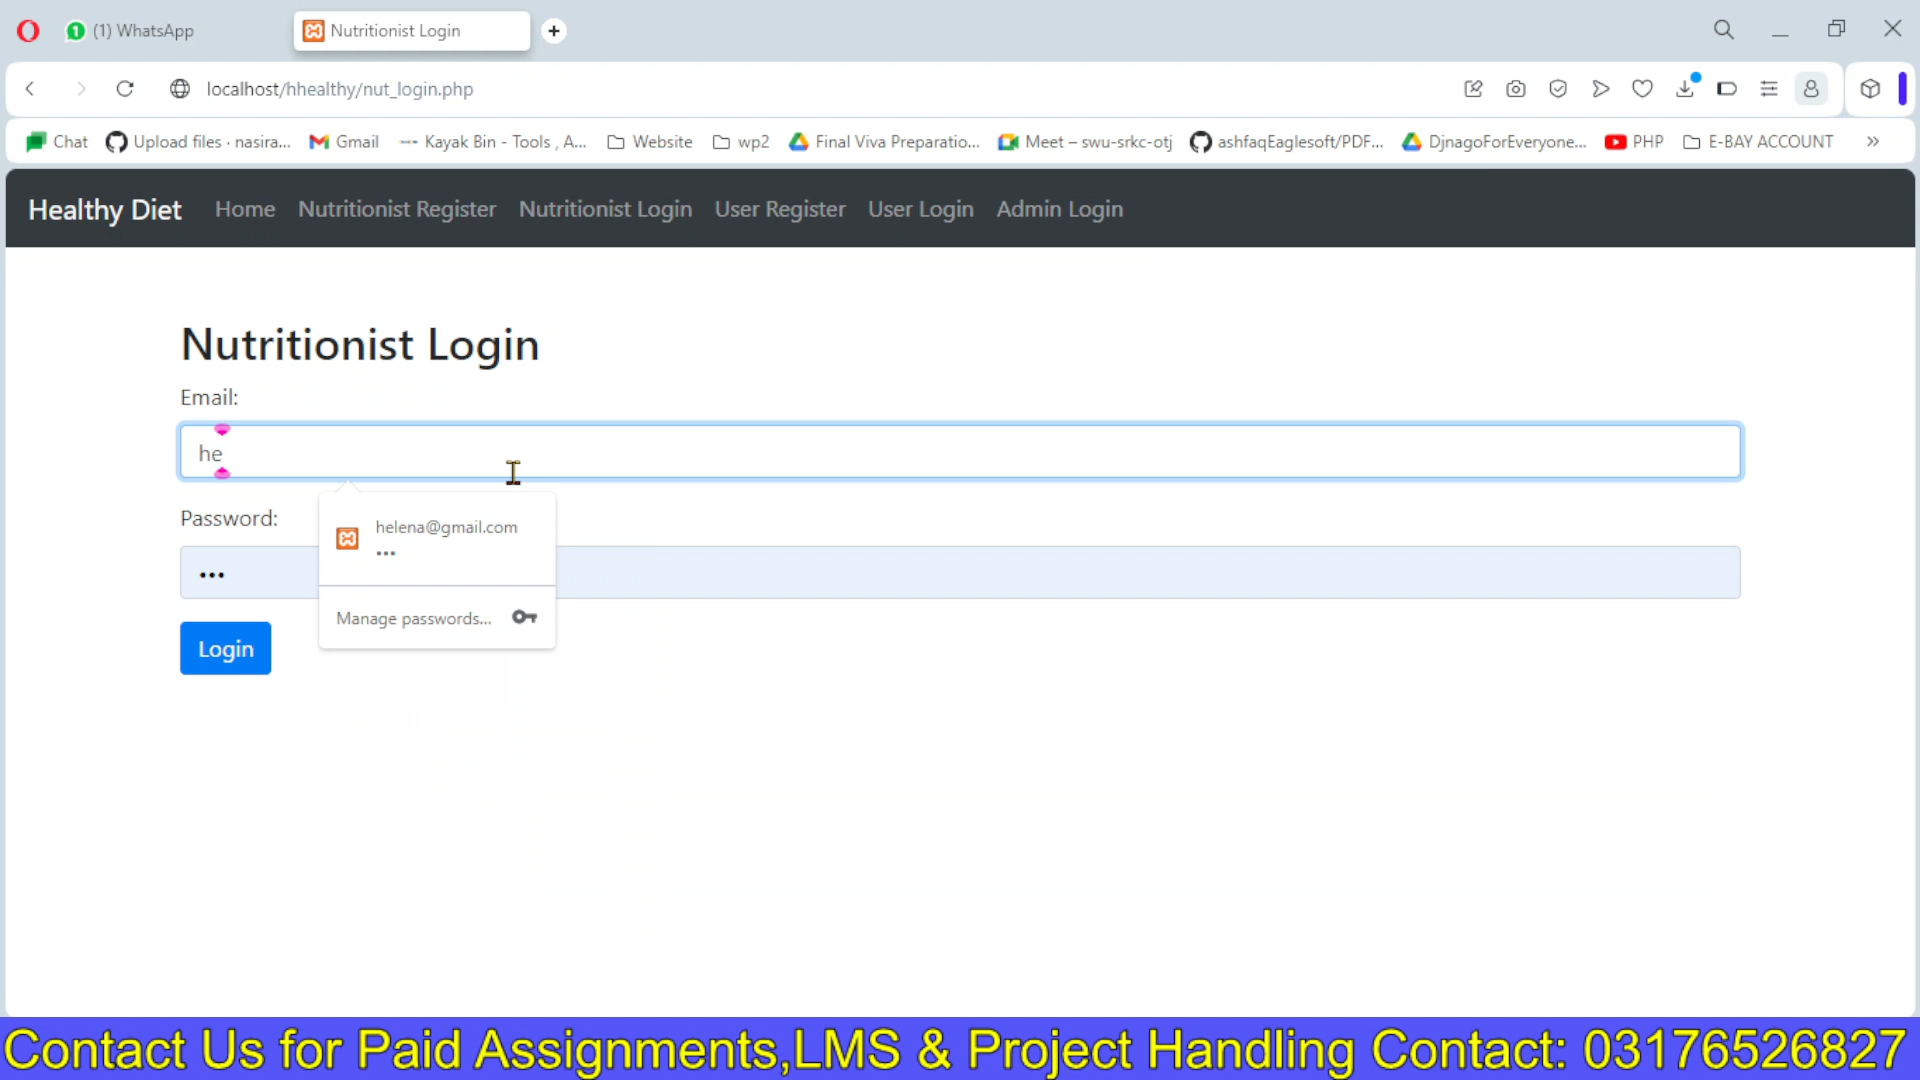 (1) WhatsApp
Nutritionist Login
localhost/hhealthy/nut_login.php
Chat
Upload files · nasira...
Gmail
Kayak Bin - Tools , A...
Website
wp2
Final Viva Preparatio...
Meet – swu-srkc-otj
ashfaqEaglesoft/PDF...
DjnagoForEveryone...
PHP
E-BAY ACCOUNT
»
Healthy Diet
Home
Nutritionist Register
Nutritionist Login
User Register
User Login
Admin Login
Nutritionist Login
Email:
he
helena@gmail.com
•••
Password:
•••
Manage passwords...
Login
Contact Us for Paid Assignments,LMS & Project Handling Contact: 03176526827